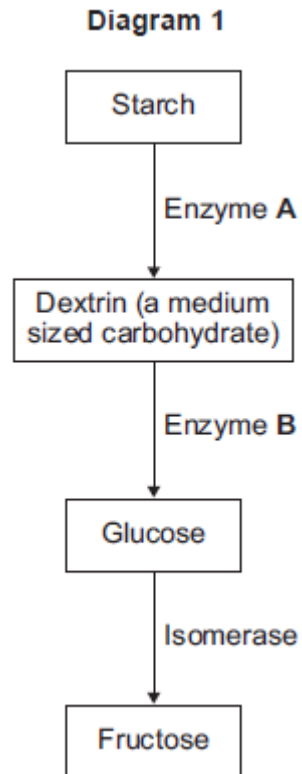 Diagram 1
Starch
Enzyme A
Dextrin (a medium
sized carbohydrate)
Enzyme B
Glucose
Isomerase
Fructose